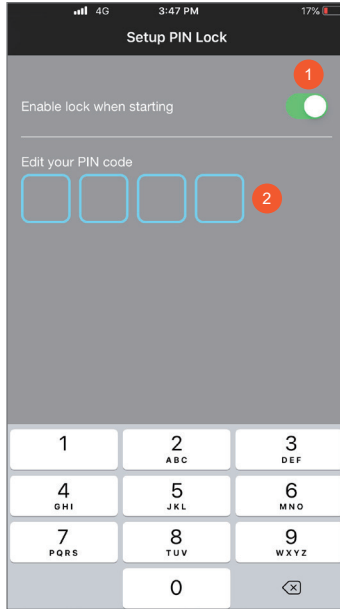 4G 3:47 PM 17%
Setup PIN Lock
1
Enable lock when starting
Edit your PIN code
2
1 2 3
ABC DEF
4 5 6
GHI JKL MNO
7 8 9
PQRS TUV WXYZ
0